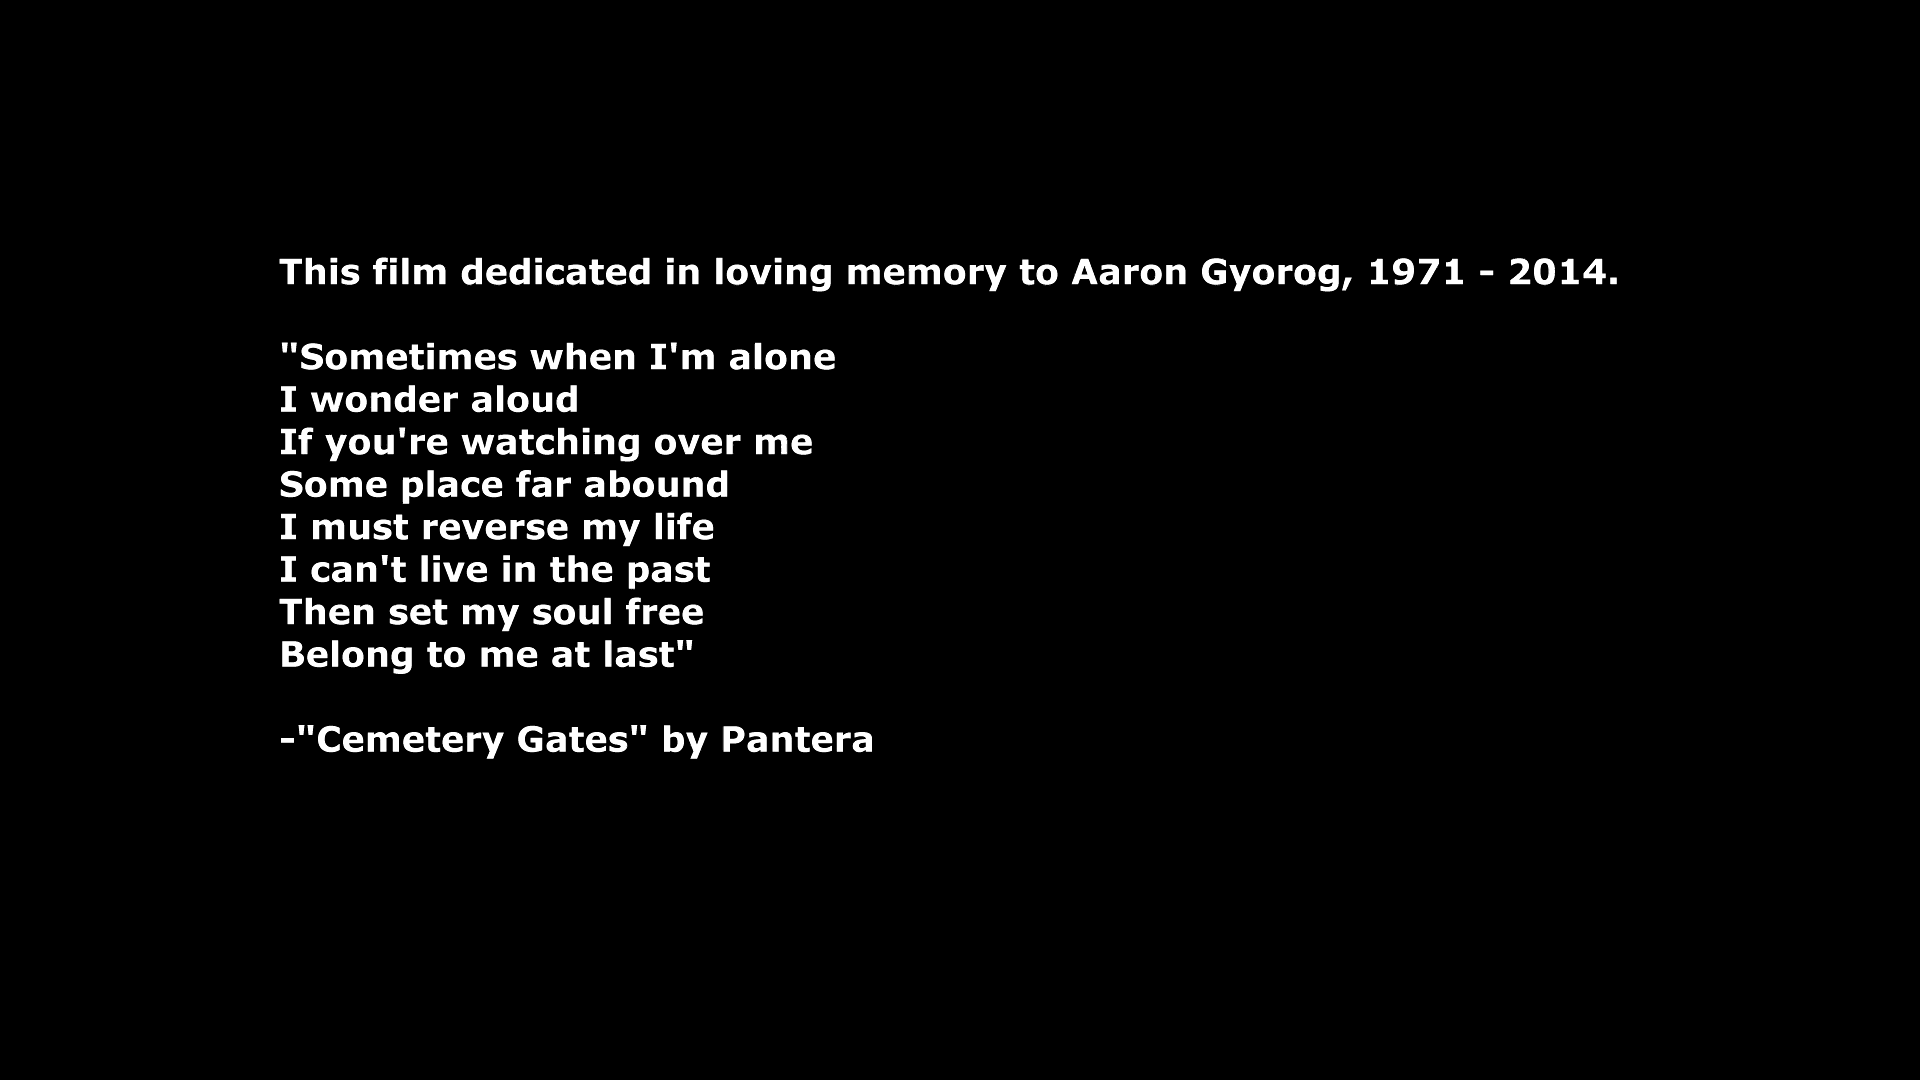 This film dedicated in loving memory to Aaron Gyorog, 1971 - 2014.
"Sometimes when I'm alone
I wonder aloud
If you're watching over me
Some place far abound
I must reverse my life
I can't live in the past
Then set my soul free
Belong to me at last"
-"Cemetery Gates" by Pantera